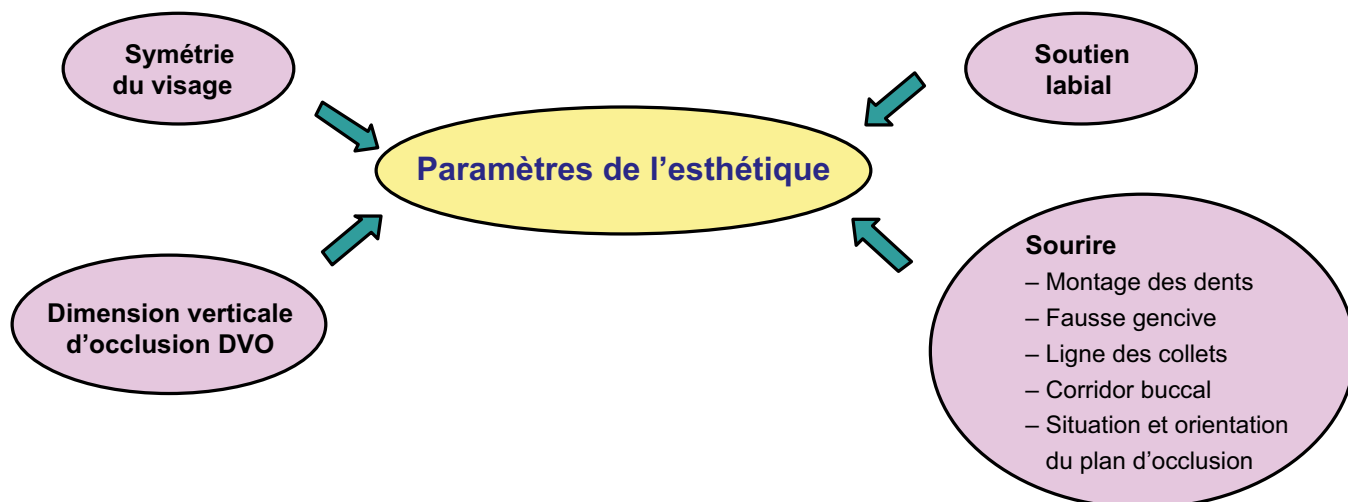 Symétrie
du visage
Soutien
labial
Paramètres de l’esthétique
Dimension verticale
d’occlusion DVO
Sourire
– Montage des dents
– Fausse gencive
– Ligne des collets
– Corridor buccal
– Situation et orientation
du plan d’occlusion